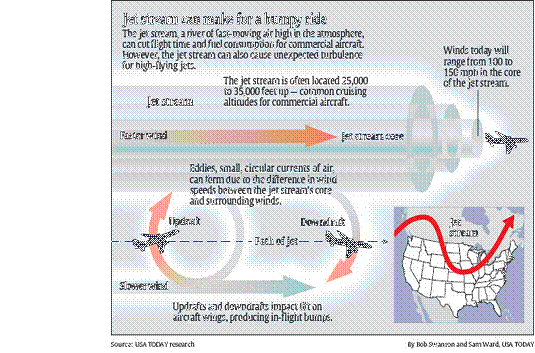 Jet stream can make for a bumpy ride
The jet stream, a river of fast-moving air high in the atmosphere,
can cut flight time and fuel consumption for commercial aircraft.
However, the jet stream can also cause unexpected turbulence
for high-flying jets.
Winds today will
range from 100 to
150 mph in the core
of the jet stream.
The jet stream is often located 25,000
to 35,000 feet up — common cruising
altitudes for commercial aircraft.
Jet stream
Faster wind
Jet stream core
Eddies, small, circular currents of air,
can form due to the difference in wind
speeds between the jet stream's core
and surrounding winds.
Updraft
Downdraft
Path of jet
Jet
stream
Slower wind
Updrafts and downdrafts impact lift on
aircraft wings, producing in-flight bumps.
Source: USA TODAY research
By Bob Swanson and Sam Ward, USA TODAY